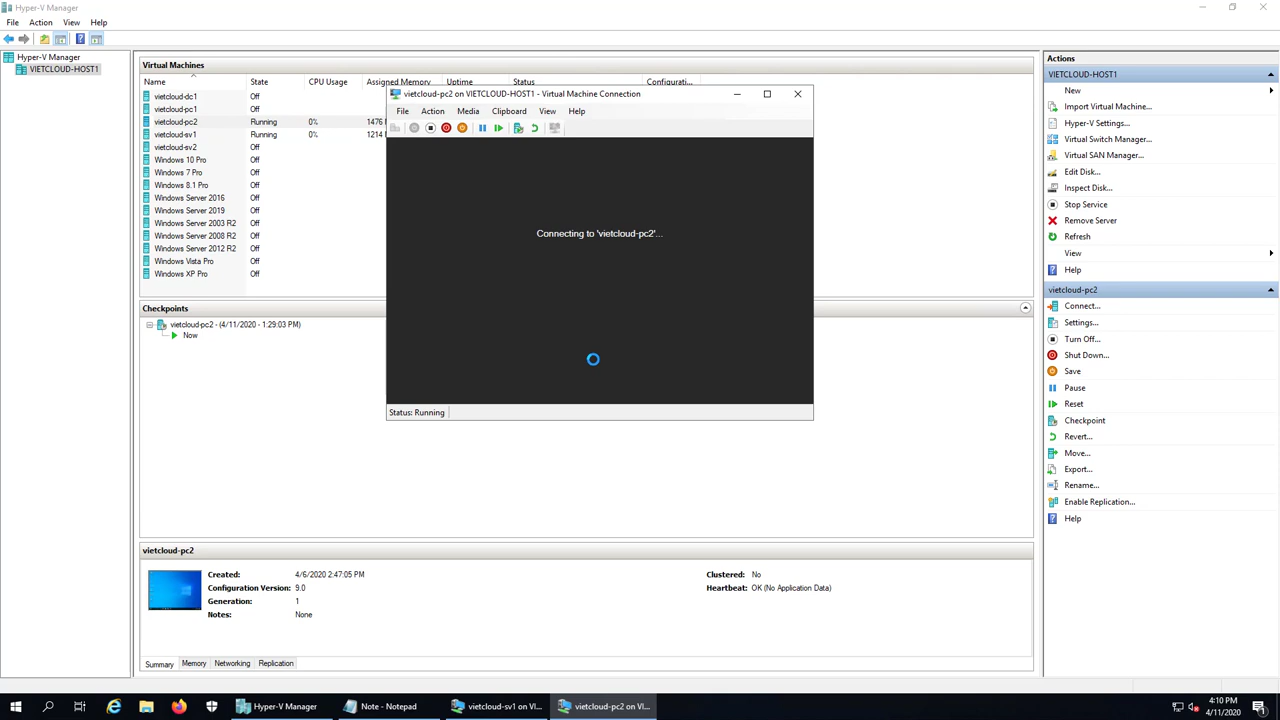 Hyper-V Manager
File Action View Help
Hyper-V Manager
VIETCLOUD-HOST1
Virtual Machines
Name State CPU Usage Assigned Memory Uptime Status Configurati...
vietcloud-dc1 Off
vietcloud-pc1 Off
vietcloud-pc2 Running 0% 1476 M
vietcloud-sv1 Running 0% 1214 M
vietcloud-sv2 Off
Windows 10 Pro Off
Windows 7 Pro Off
Windows 8.1 Pro Off
Windows Server 2016 Off
Windows Server 2019 Off
Windows Server 2003 R2 Off
Windows Server 2008 R2 Off
Windows Server 2012 R2 Off
Windows Vista Pro Off
Windows XP Pro Off
vietcloud-pc2 on VIETCLOUD-HOST1 - Virtual Machine Connection
File Action Media Clipboard View Help
Connecting to 'vietcloud-pc2'...
Status: Running
Checkpoints
vietcloud-pc2 - (4/11/2020 - 1:29:03 PM)
Now
vietcloud-pc2
Created: 4/6/2020 2:47:05 PM
Configuration Version: 9.0
Generation: 1
Notes: None
Clustered: No
Heartbeat: OK (No Application Data)
Summary Memory Networking Replication
Actions
VIETCLOUD-HOST1
New
Import Virtual Machine...
Hyper-V Settings...
Virtual Switch Manager...
Virtual SAN Manager...
Edit Disk...
Inspect Disk...
Stop Service
Remove Server
Refresh
View
Help
vietcloud-pc2
Connect...
Settings...
Turn Off...
Shut Down...
Save
Pause
Reset
Checkpoint
Revert...
Move...
Export...
Rename...
Enable Replication...
Help
Hyper-V Manager
Note - Notepad
vietcloud-sv1 on VI...
vietcloud-pc2 on VI...
4:10 PM
4/11/2020
1